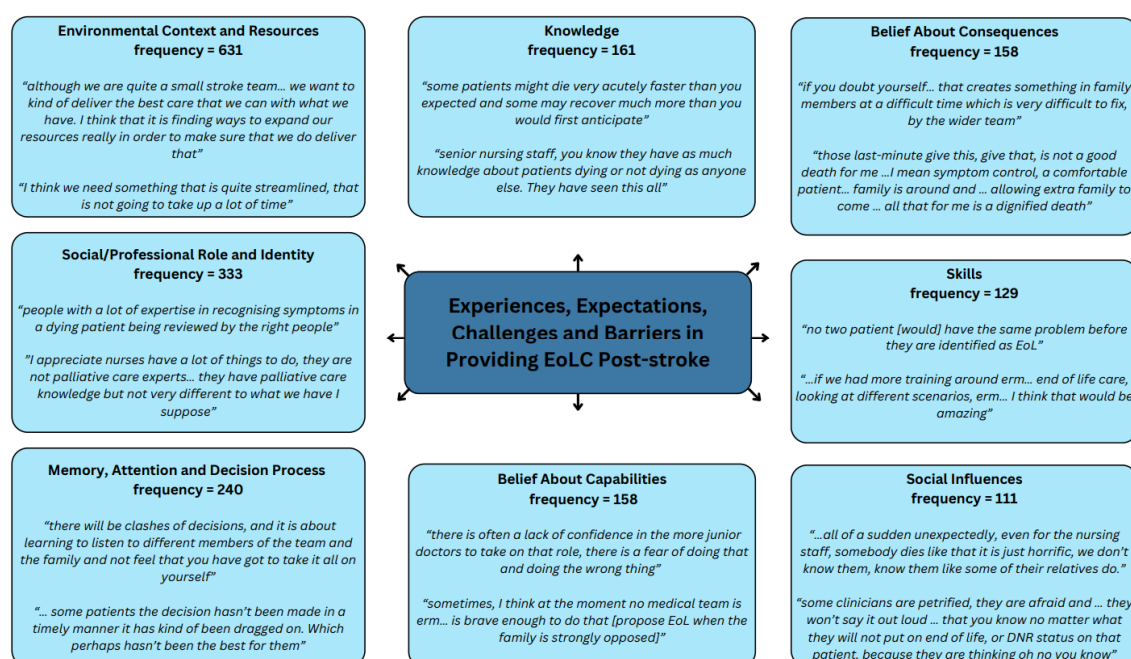 Environmental Context and Resources
frequency = 631
“although we are quite a small stroke team... we want to
kind of deliver the best care that we can with what we
have. I think that it is finding ways to expand our
resources really in order to make sure that we do deliver
that”
“I think we need something that is quite streamlined, that
is not going to take up a lot of time”
Knowledge
frequency = 161
“some patients might die very acutely faster than you
expected and some may recover much more than you
would first anticipate”
“senior nursing staff, you know they have as much
knowledge about patients dying or not dying as anyone
else. They have seen this all”
Belief About Consequences
frequency = 158
“if you doubt yourself... that creates something in family
members at a difficult time which is very difficult to fix,
by the wider team”
“those last-minute give this, give that, is not a good
death for me ...I mean symptom control, a comfortable
patient... family is around and ... allowing extra family to
come ... all that for me is a dignified death”
Social/Professional Role and Identity
frequency = 333
“people with a lot of expertise in recognising symptoms in
a dying patient being reviewed by the right people”
”I appreciate nurses have a lot of things to do, they are
not palliative care experts... they have palliative care
knowledge but not very different to what we have I
suppose”
Experiences, Expectations,
Challenges and Barriers in
Providing EoLC Post-stroke
Skills
frequency = 129
“no two patient [would] have the same problem before
they are identified as EoL”
“...if we had more training around erm... end of life care,
looking at different scenarios, erm... I think that would be
amazing”
Memory, Attention and Decision Process
frequency = 240
“there will be clashes of decisions, and it is about
learning to listen to different members of the team and
the family and not feel that you have got to take it all on
yourself”
“... some patients the decision hasn’t been made in a
timely manner it has kind of been dragged on. Which
perhaps hasn’t been the best for them”
Belief About Capabilities
frequency = 158
“there is often a lack of confidence in the more junior
doctors to take on that role, there is a fear of doing that
and doing the wrong thing”
“sometimes, I think at the moment no medical team is
erm... is brave enough to do that [propose EoL when the
family is strongly opposed]”
Social Influences
frequency = 111
“...all of a sudden unexpectedly, even for the nursing
staff, somebody dies like that it is just horrific, we don’t
know them, know them like some of their relatives do.”
“some clinicians are petrified, they are afraid and ... they
won’t say it out loud ... that you know no matter what
they will not put on end of life, or DNR status on that
patient, because they are thinking oh no you know”